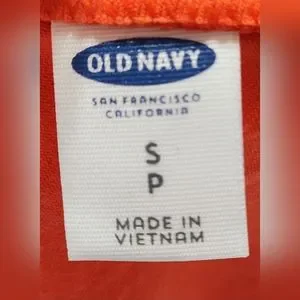 OLD NAVY
SAN FRANCISCO
CALIFORNIA
S
P
MADE IN
VIETNAM